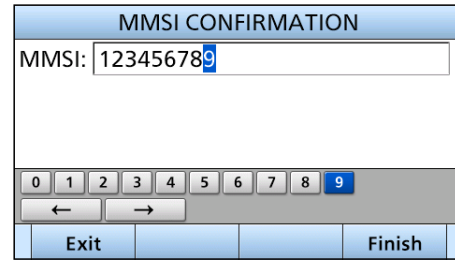 MMSI CONFIRMATION
MMSI: 123456789
0 1 2 3 4 5 6 7 8 9
← →
Exit Finish